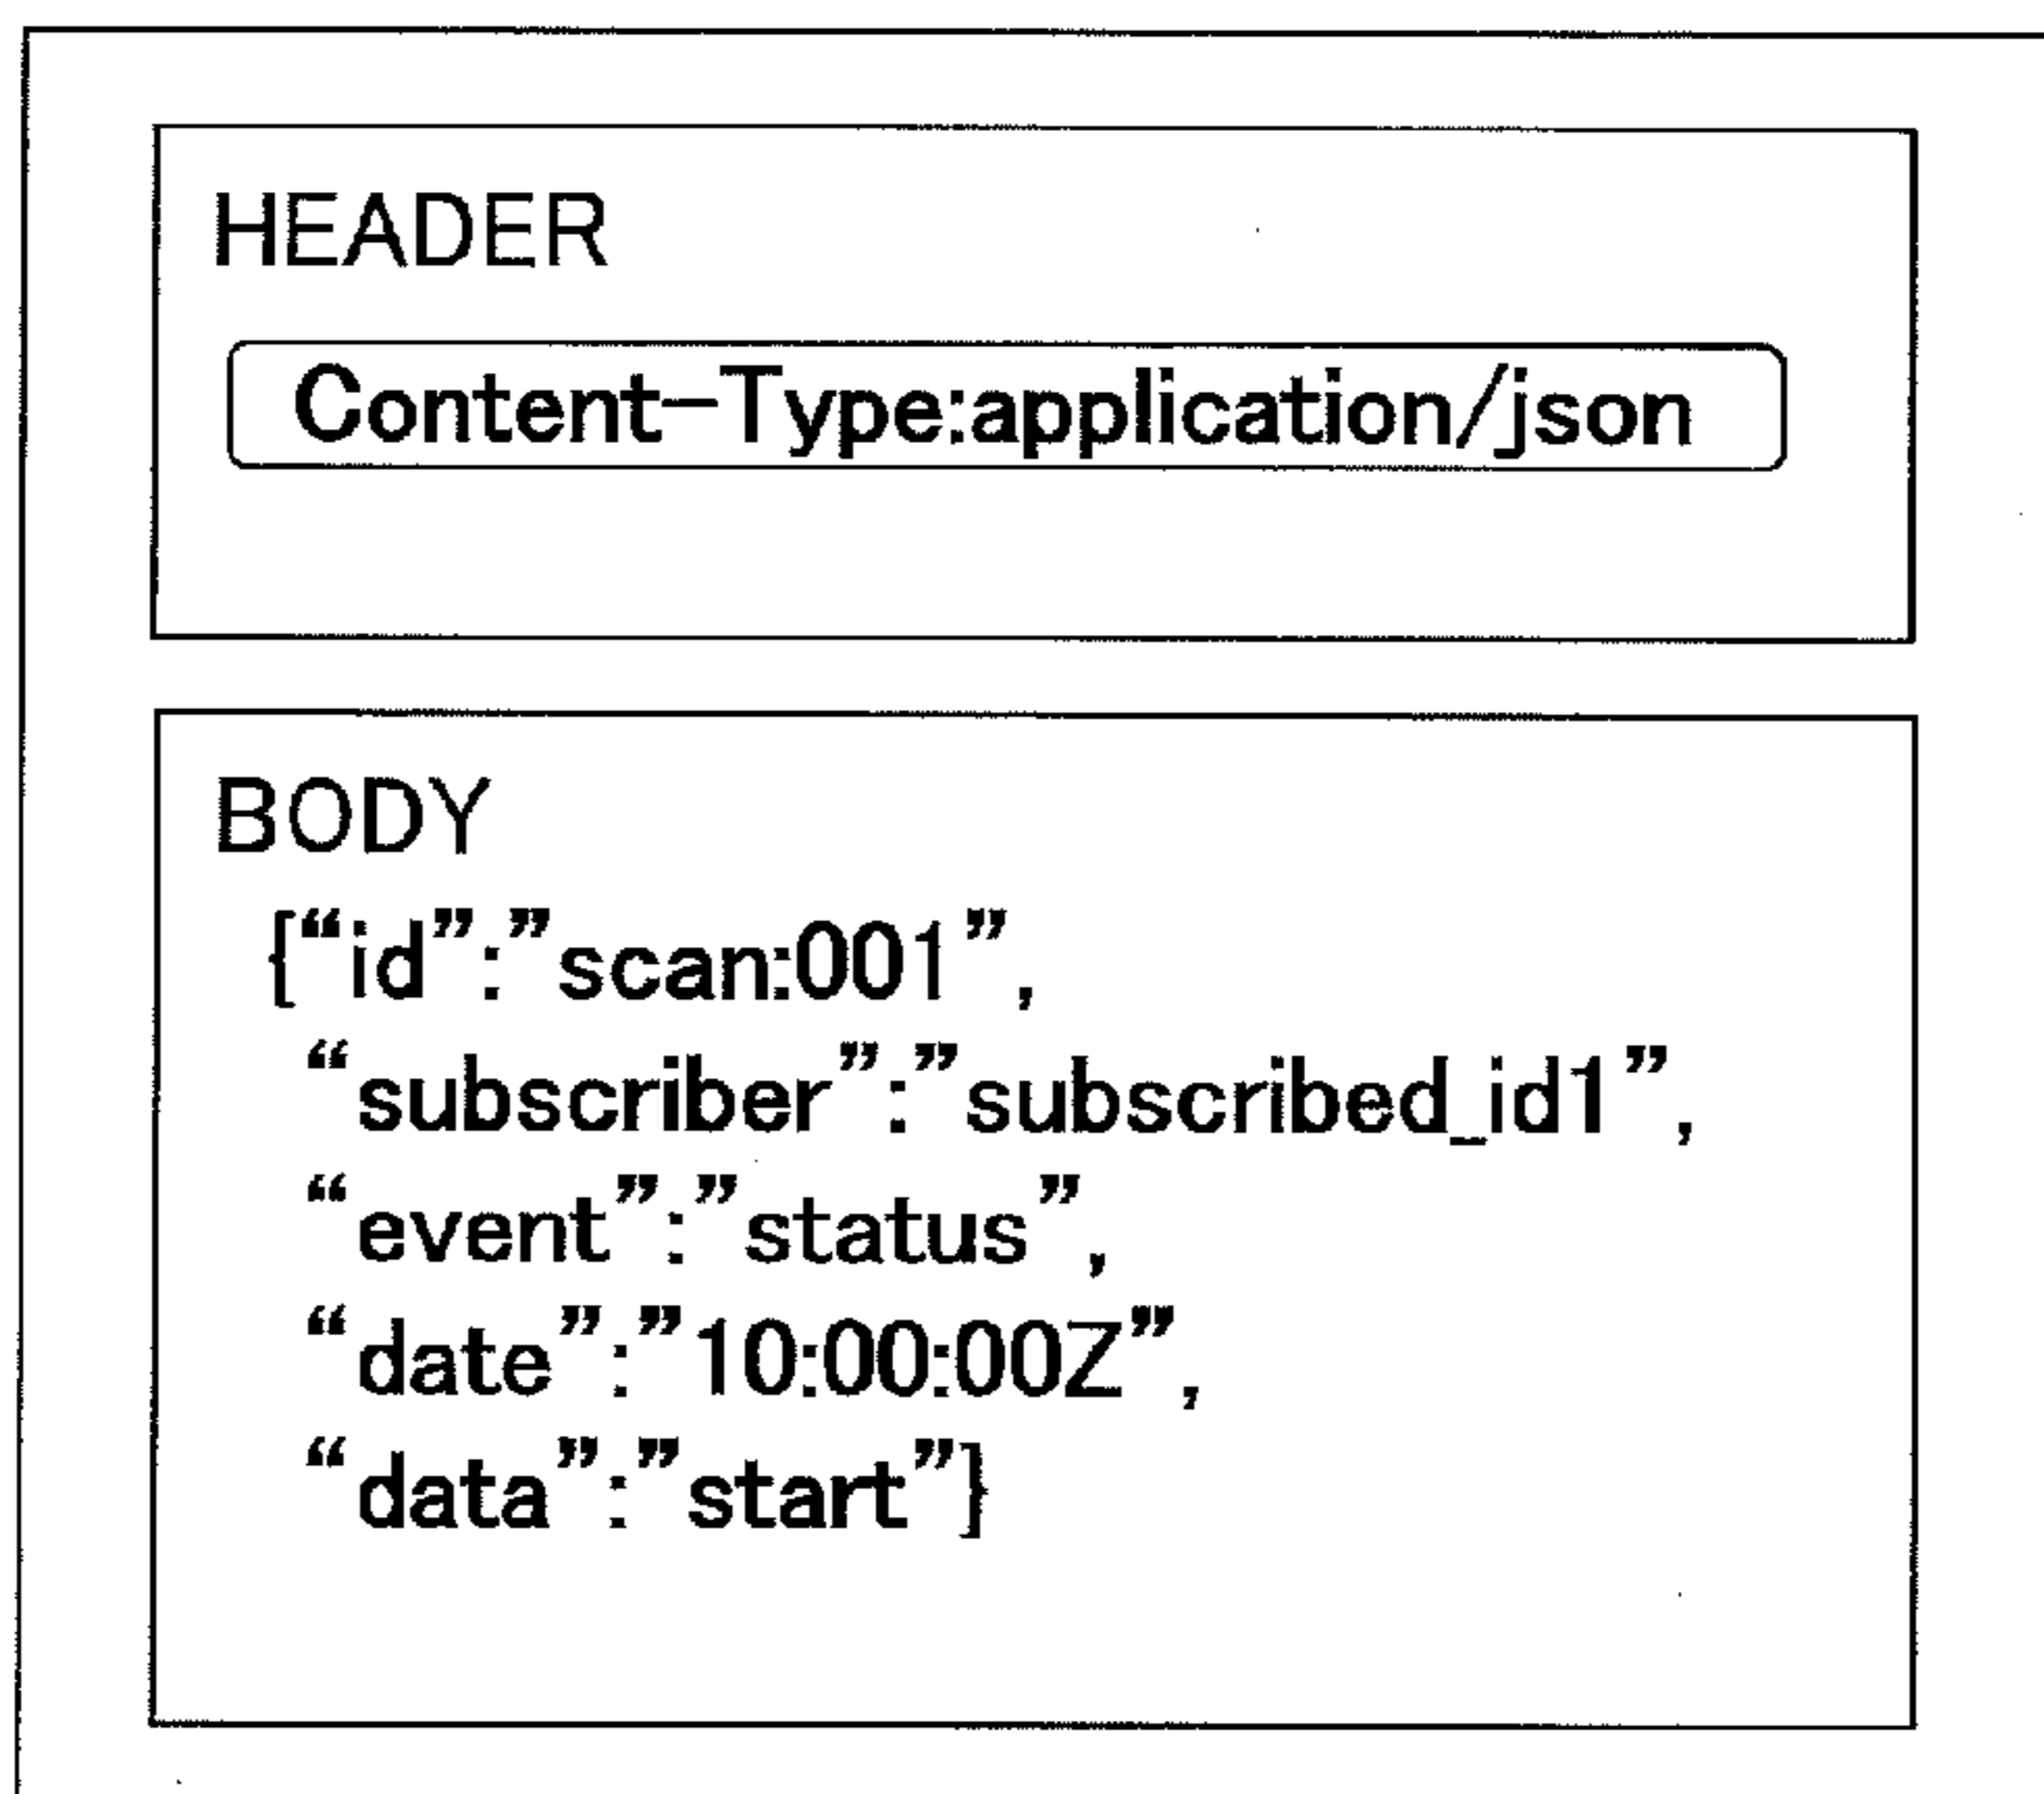 HEADER
Content-Type:application/json
BODY
{“id”:”scan:001”,
“subscriber”:”subscribed_id1”,
“event”:”status”,
“date”:”10:00:00Z”,
“data”:”start”}